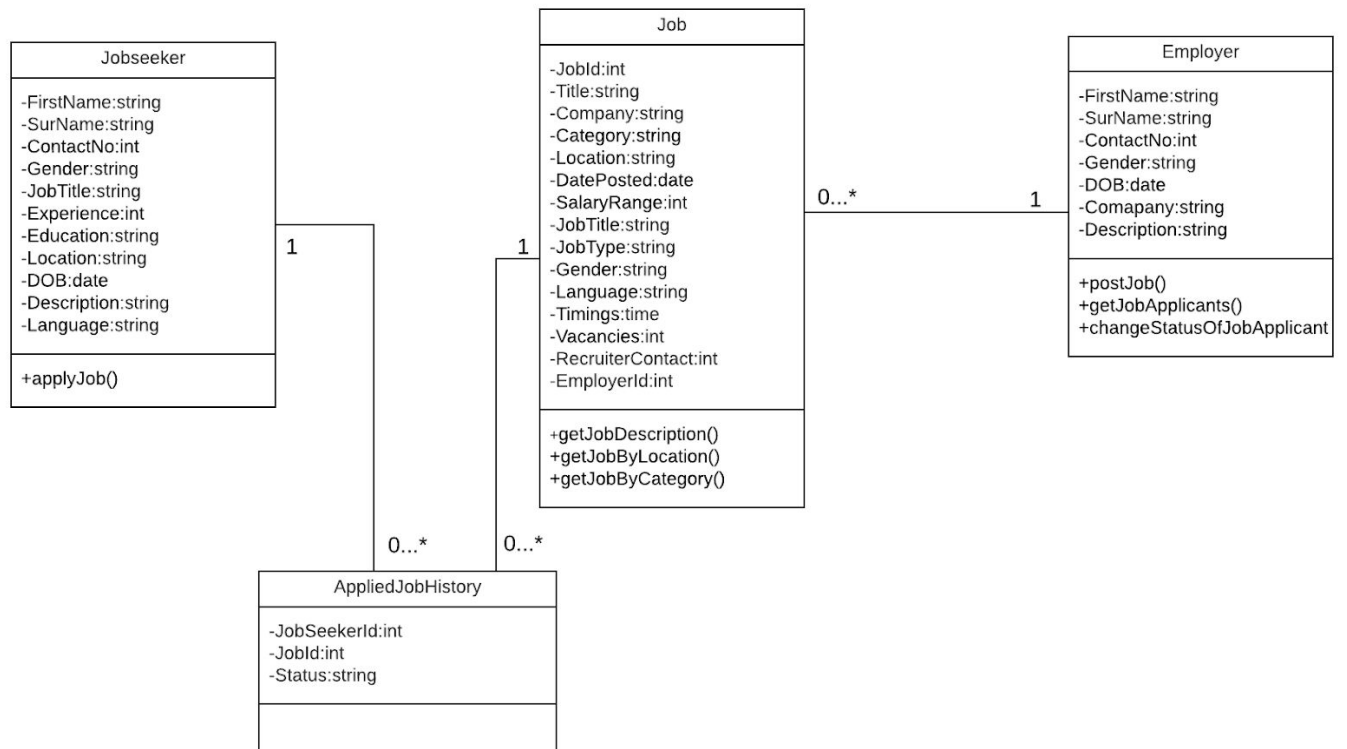 Jobseeker
-FirstName:string
-SurName:string
-ContactNo:int
-Gender:string
-JobTitle:string
-Experience:int
-Education:string
-Location:string
-DOB:date
-Description:string
-Language:string
+applyJob()
1
0...*
Job
-JobId:int
-Title:string
-Company:string
-Category:string
-Location:string
-DatePosted:date
-SalaryRange:int
-JobTitle:string
-JobType:string
-Gender:string
-Language:string
-Timings:time
-Vacancies:int
-RecruiterContact:int
-EmployerId:int
+getJobDescription()
+getJobByLocation()
+getJobByCategory()
1
0...*
0...*
1
Employer
-FirstName:string
-SurName:string
-ContactNo:int
-Gender:string
-DOB:date
-Comapany:string
-Description:string
+postJob()
+getJobApplicants()
+changeStatusOfJobApplicant
AppliedJobHistory
-JobSeekerId:int
-JobId:int
-Status:string